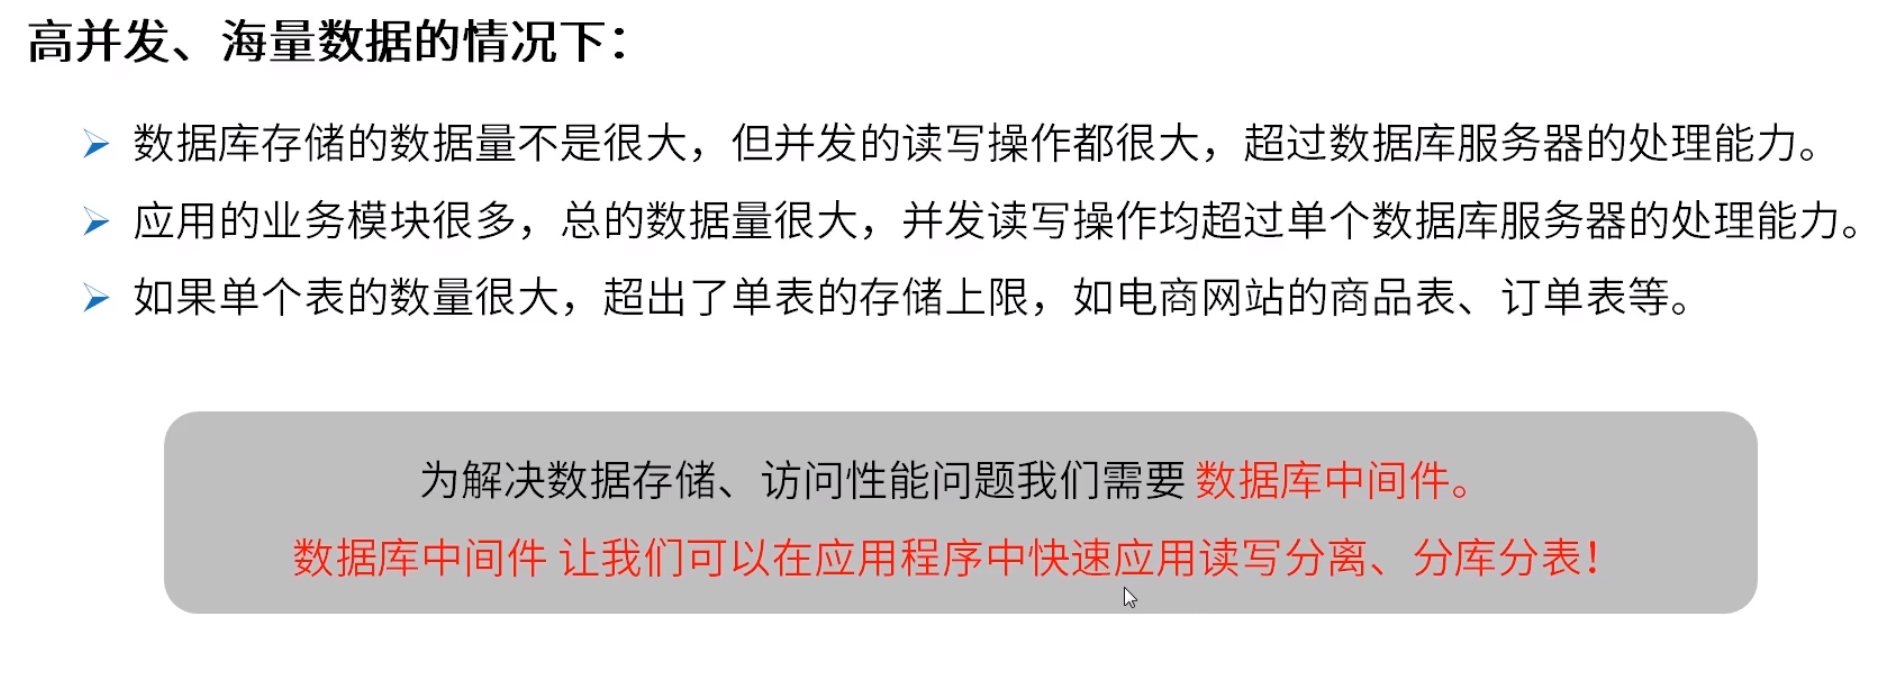 高并发、海量数据的情况下：
数据库存储的数据量不是很大，但并发的读写操作都很大，超过数据库服务器的处理能力。
应用的业务模块很多，总的数据量很大，并发读写操作均超过单个数据库服务器的处理能力。
如果单个表的数量很大，超出了单表的存储上限，如电商网站的商品表、订单表等。
为解决数据存储、访问性能问题我们需要 数据库中间件。
数据库中间件 让我们可以在应用程序中快速应用读写分离、分库分表！